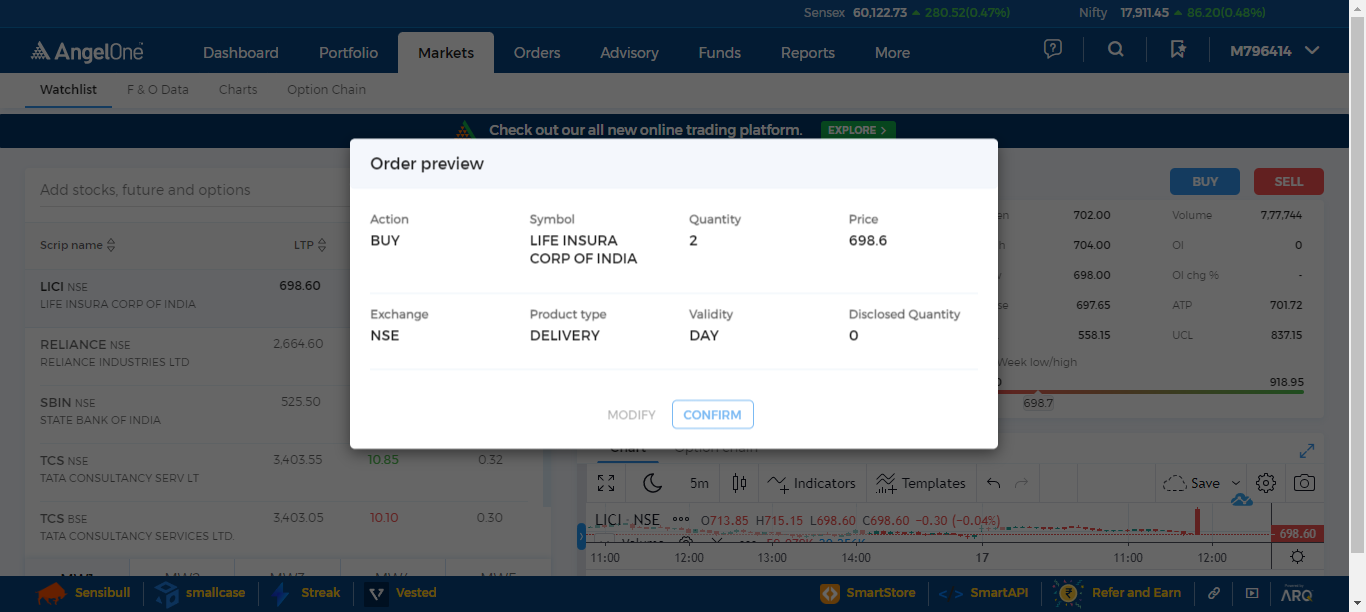 Sensex 60,122.73 280.52(0.47%) Nifty 17,911.45 86.20(0.48%)
AngelOne Dashboard Portfolio Markets Orders Advisory Funds Reports More M796414
Watchlist F & O Data Charts Option Chain
Check out our all new online trading platform. EXPLORE >
Order preview
Action Symbol Quantity Price
BUY LIFE INSURA CORP OF INDIA 2 698.6
Exchange Product type Validity Disclosed Quantity
NSE DELIVERY DAY 0
MODIFY CONFIRM
Add stocks, future and options
Scrip name LTP
LICI NSE 698.60
LIFE INSURA CORP OF INDIA
RELIANCE NSE 2,664.60
RELIANCE INDUSTRIES LTD
SBIN NSE 525.50
STATE BANK OF INDIA
TCS NSE 3,403.55 10.85 0.32
TATA CONSULTANCY SERV LT
TCS BSE 3,403.05 10.10 0.30
TATA CONSULTANCY SERVICES LTD.
BUY SELL
702.00 Volume 7,77,744
704.00 OI 0
698.00 OI chg % -
697.65 ATP 701.72
558.15 UCL 837.15
Week low/high
918.95
698.7
Chart Option chain
5m Indicators Templates Save
LICI NSE O713.85 H715.15 L698.60 C698.60 −0.30 (−0.04%)
Volume
698.60
11:00 12:00 13:00 14:00 17 11:00 12:00
Sensibull smallcase Streak Vested SmartStore SmartAPI Refer and Earn Powered by ARQ